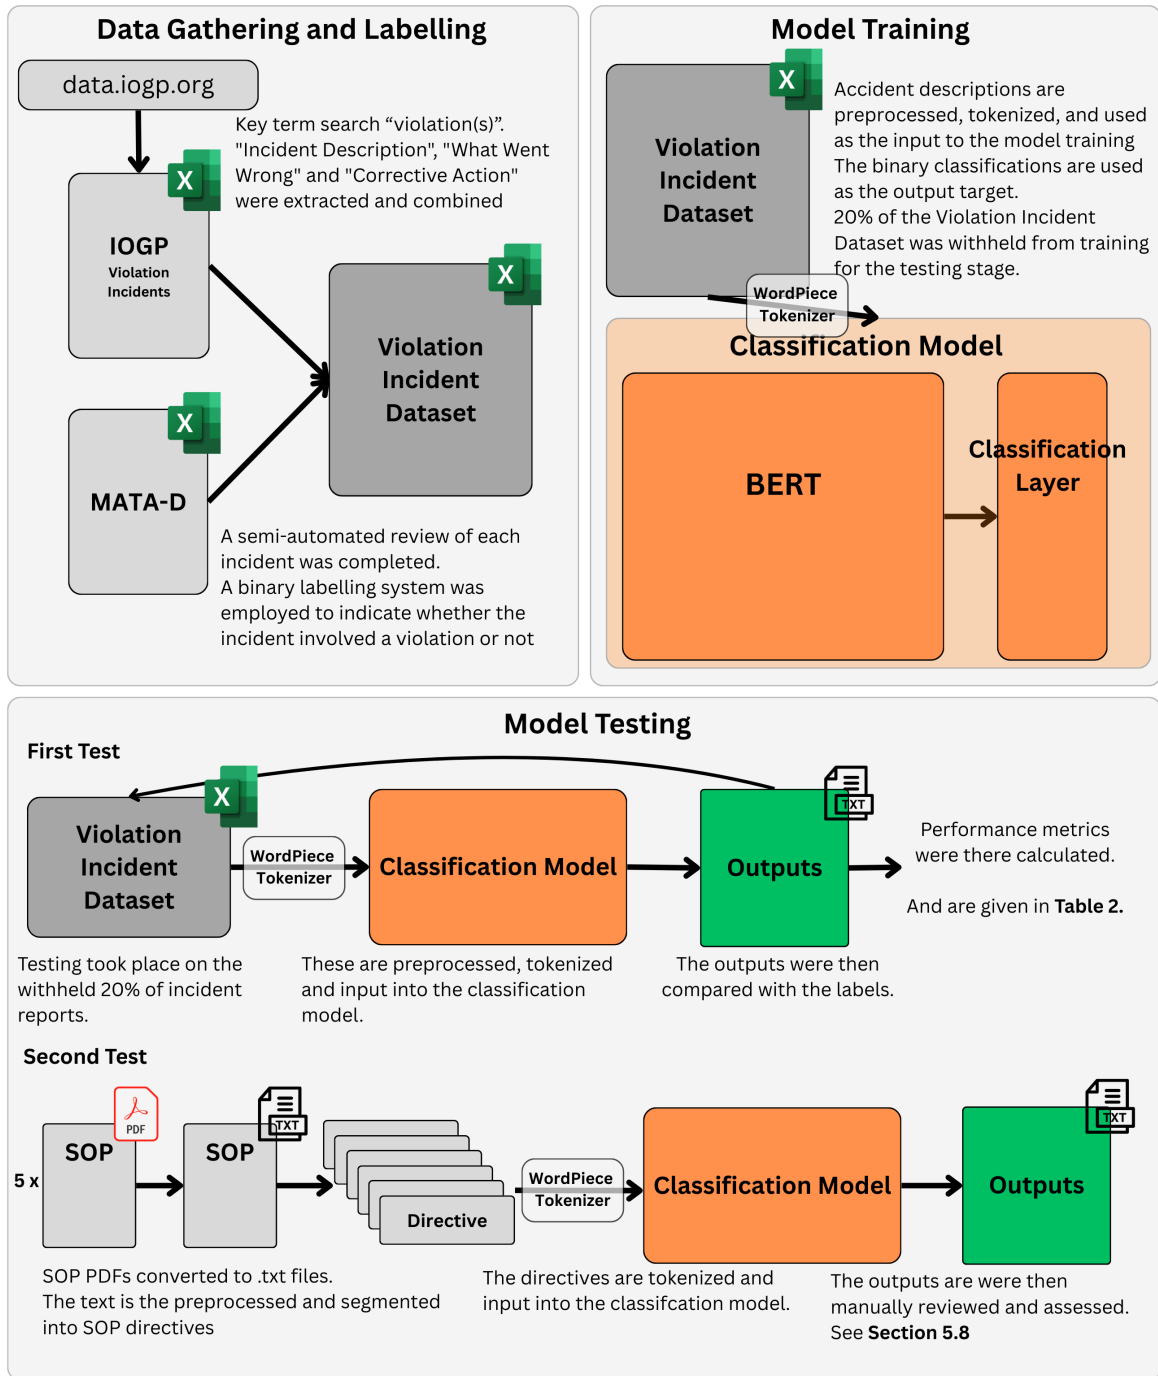 Data Gathering and Labelling
data.iogp.org
Key term search “violation(s)”.
"Incident Description", "What Went
Wrong" and "Corrective Action"
were extracted and combined
X
IOGP
Violation
Incidents
X
Violation
Incident
Dataset
X
MATA-D
A semi-automated review of each
incident was completed.
A binary labelling system was
employed to indicate whether the
incident involved a violation or not
Model Training
X
Violation
Incident
Dataset
Accident descriptions are
preprocessed, tokenized, and used
as the input to the model training
The binary classifications are used
as the output target.
20% of the Violation Incident
Dataset was withheld from training
for the testing stage.
WordPiece
Tokenizer
Classification Model
BERT
Classification
Layer
Model Testing
First Test
X
Violation
Incident
Dataset
WordPiece
Tokenizer
Classification Model
TXT
Outputs
Performance metrics
were there calculated.
And are given in Table 2.
Testing took place on the
withheld 20% of incident
reports.
These are preprocessed, tokenized
and input into the classification
model.
The outputs were then
compared with the labels.
Second Test
5 x
PDF
SOP
TXT
SOP
Directive
WordPiece
Tokenizer
Classification Model
TXT
Outputs
SOP PDFs converted to .txt files.
The text is the preprocessed and segmented
into SOP directives
The directives are tokenized and
input into the classifcation model.
The outputs are were then
manually reviewed and assessed.
See Section 5.8